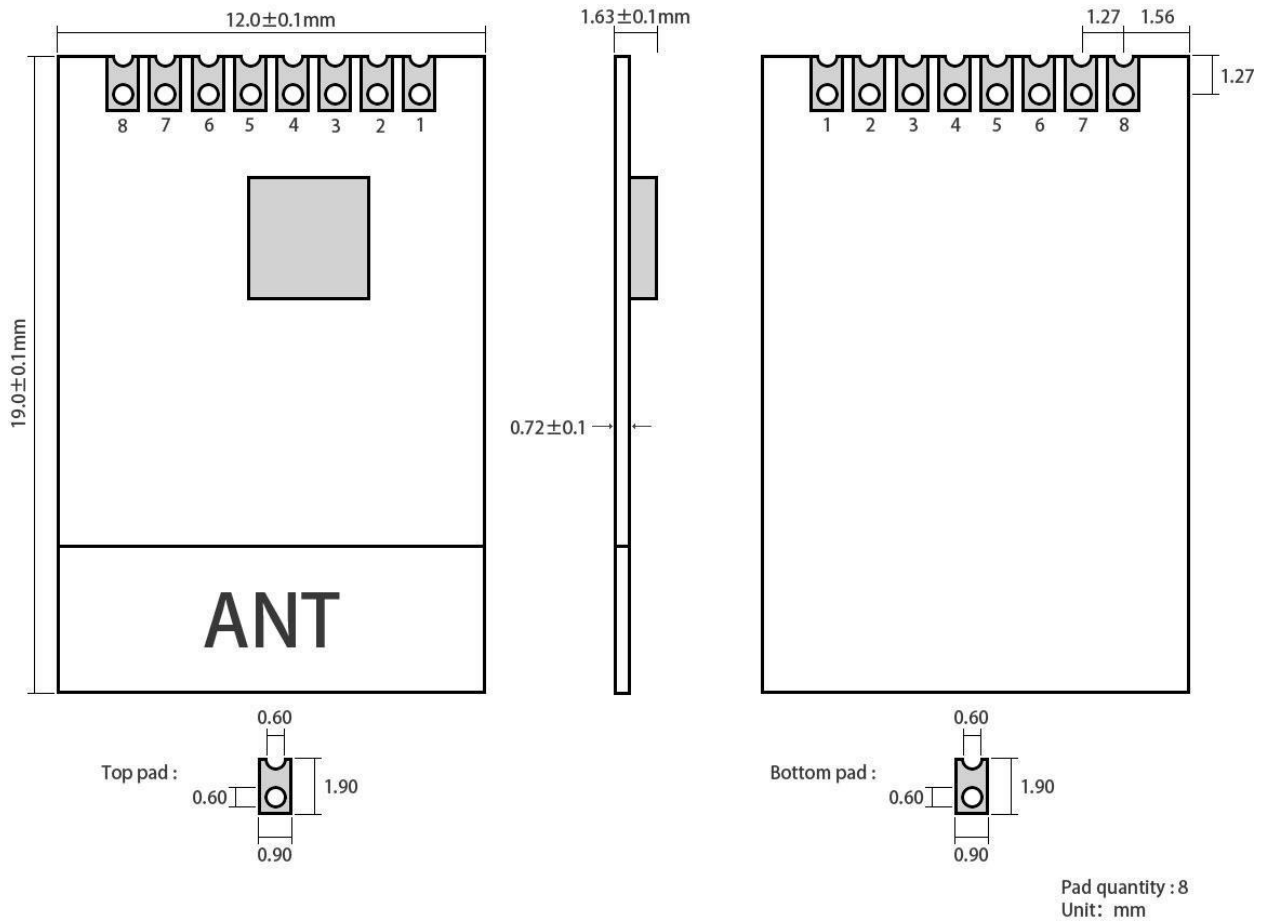 12.0±0.1mm
1.63±0.1mm
1.27
1.56
1.27
8 7 6 5 4 3 2 1
1 2 3 4 5 6 7 8
19.0±0.1mm
0.72±0.1
ANT
Top pad :
0.60
0.60
1.90
0.90
Bottom pad :
0.60
0.60
1.90
0.90
Pad quantity : 8
Unit: mm